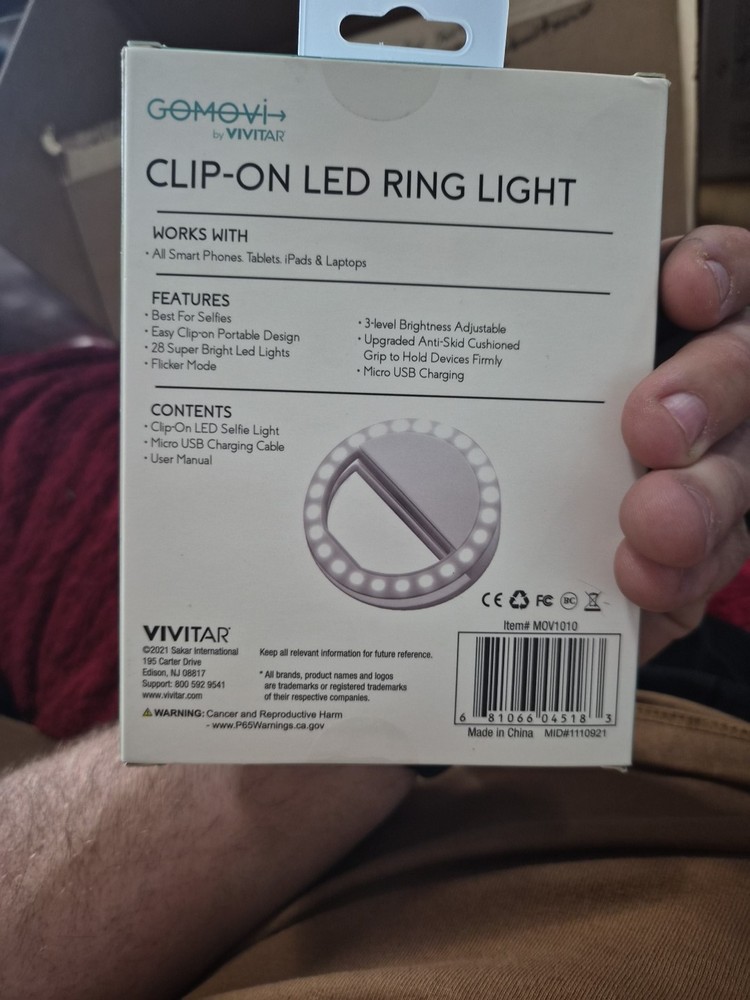 GOMOVi
by VIVITAR
CLIP-ON LED RING LIGHT
WORKS WITH
• All Smart Phones. Tablets. iPads & Laptops
FEATURES
• Best For Selfies
• Easy Clip-on Portable Design
• 28 Super Bright Led Lights
• Flicker Mode
• 3-level Brightness Adjustable
• Upgraded Anti-Skid Cushioned
Grip to Hold Devices Firmly
• Micro USB Charging
CONTENTS
• Clip-On LED Selfie Light
• Micro USB Charging Cable
• User Manual
CE FC
VIVITAR®
©2021 Sakar International
195 Carter Drive
Edison, NJ 08817
Support: 800 592 9541
www.vivitar.com
Keep all relevant information for future reference.
* All brands, product names and logos
are trademarks or registered trademarks
of their respective companies.
⚠ WARNING: Cancer and Reproductive Harm
- www.P65Warnings.ca.gov
Item# MOV1010
6 81066 04518 3
Made in China MID#1110921